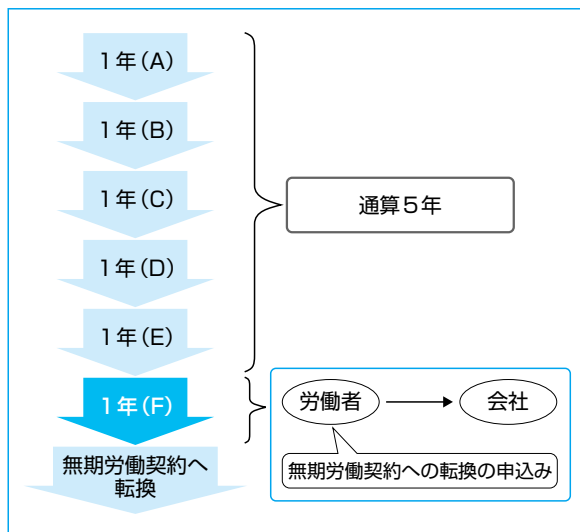 1年(A)
1年(B)
1年(C)
1年(D)
1年(E)
通算5年
1年(F)
労働者
会社
無期労働契約への転換の申込み
無期労働契約へ
転換